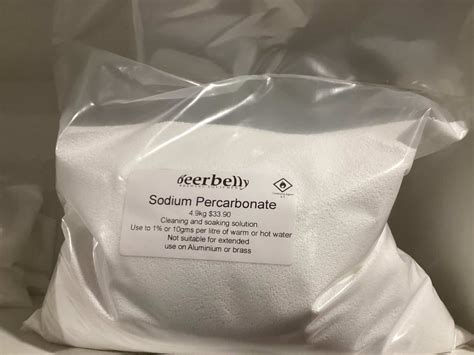 beerbelly
Sodium Percarbonate
4.9kg $33.90
Cleaning and soaking solution
Use to 1% or 10gms per litre of warm or hot water
Not suitable for extended
use on Aluminium or brass